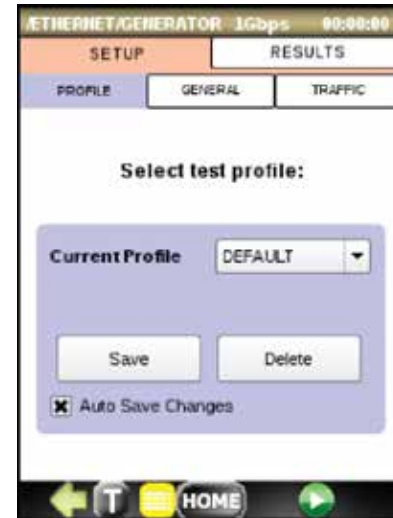 /ETHERNET/GENERATOR 1Gbps 00:00:00
SETUP RESULTS
PROFILE GENERAL TRAFFIC
Select test profile:
Current Profile DEFAULT
Save Delete
Auto Save Changes
T HOME